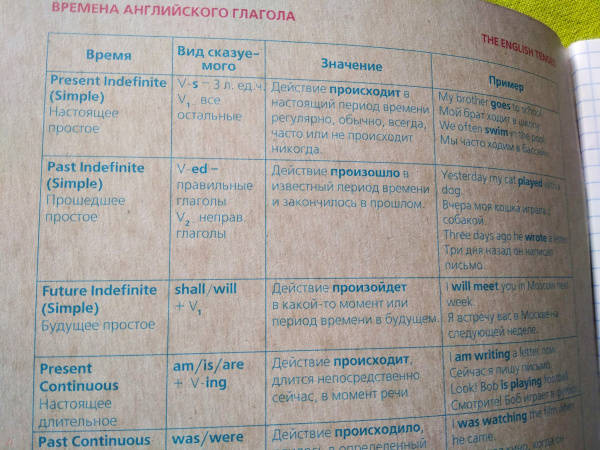 ВРЕМЕНА АНГЛИЙСКОГО ГЛАГОЛА
THE ENGLISH TENSES
Время
Вид сказуе-
мого
Значение
Пример
Present Indefinite
(Simple)
Настоящее
простое
V-s – 3 л. ед.ч.
V1 все
остальные
Действие происходит в
настоящий период времени
регулярно, обычно, всегда,
часто или не происходит
никогда.
My brother goes to school.
Мой брат ходит в школу.
We often swim in the pool.
Мы часто ходим в бассейн.
Past Indefinite
(Simple)
Прошедшее
простое
V-ed –
правильные
глаголы
V2 неправ.
глаголы
Действие произошло в
известный период времени
и закончилось в прошлом.
Yesterday my cat played with a
dog.
Вчера моя кошка играла с
собакой.
Three days ago he wrote a letter.
Три дня назад он написал
письмо.
Future Indefinite
(Simple)
Будущее простое
shall/will
+ V1
Действие произойдет
в какой-то момент или
период времени в будущем.
I will meet you in Moscow next
week.
Я встречу вас в Москве на
следующей неделе.
Present
Continuous
Настоящее
длительное
am/is/are
+ V-ing
Действие происходит,
длится непосредственно
сейчас, в момент речи
I am writing a letter now.
Сейчас я пишу письмо.
Look! Bob is playing football.
Смотрите! Боб играет в футбол.
Past Continuous
was/were
Действие происходило,
в определенный
I was watching the film when
he came.
когда он